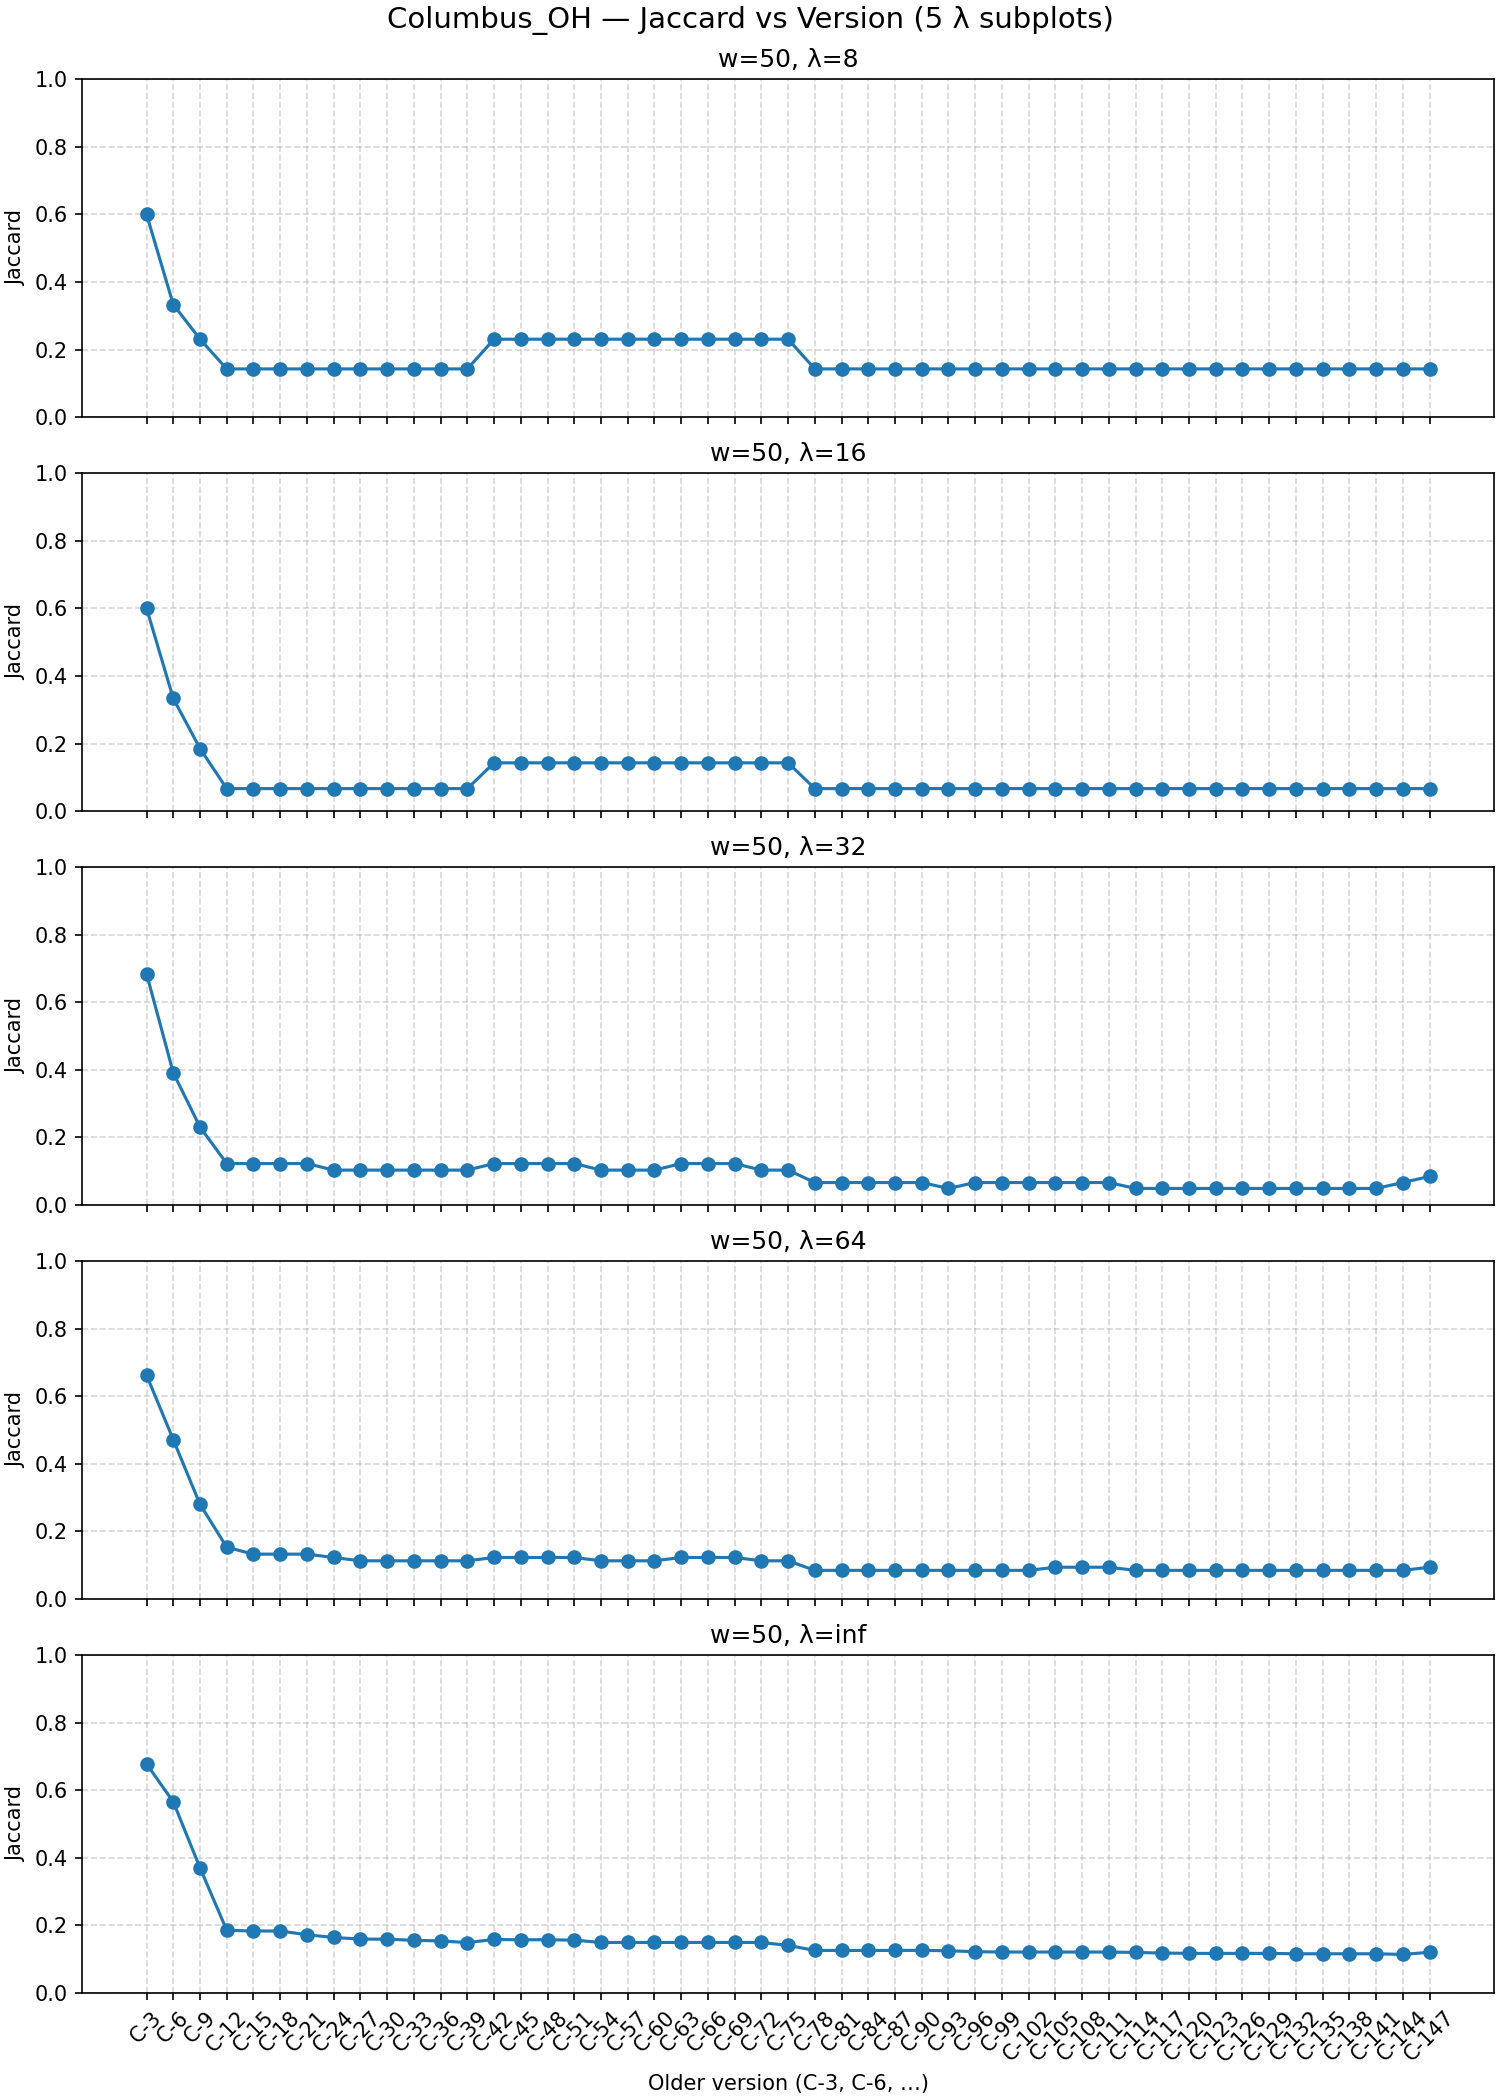 Columbus_OH — Jaccard vs Version (5 λ subplots)
w=50, λ=8
1.0
0.8
0.6
0.4
0.2
0.0
Jaccard
w=50, λ=16
1.0
0.8
0.6
0.4
0.2
0.0
Jaccard
w=50, λ=32
1.0
0.8
0.6
0.4
0.2
0.0
Jaccard
w=50, λ=64
1.0
0.8
0.6
0.4
0.2
0.0
Jaccard
w=50, λ=inf
1.0
0.8
0.6
0.4
0.2
0.0
Jaccard
C-3
C-6
C-9
C-12
C-15
C-18
C-21
C-24
C-27
C-30
C-33
C-36
C-39
C-42
C-45
C-48
C-51
C-54
C-57
C-60
C-63
C-66
C-69
C-72
C-75
C-78
C-81
C-84
C-87
C-90
C-93
C-96
C-99
C-102
C-105
C-108
C-111
C-114
C-117
C-120
C-123
C-126
C-129
C-132
C-135
C-138
C-141
C-144
C-147
Older version (C-3, C-6, ...)